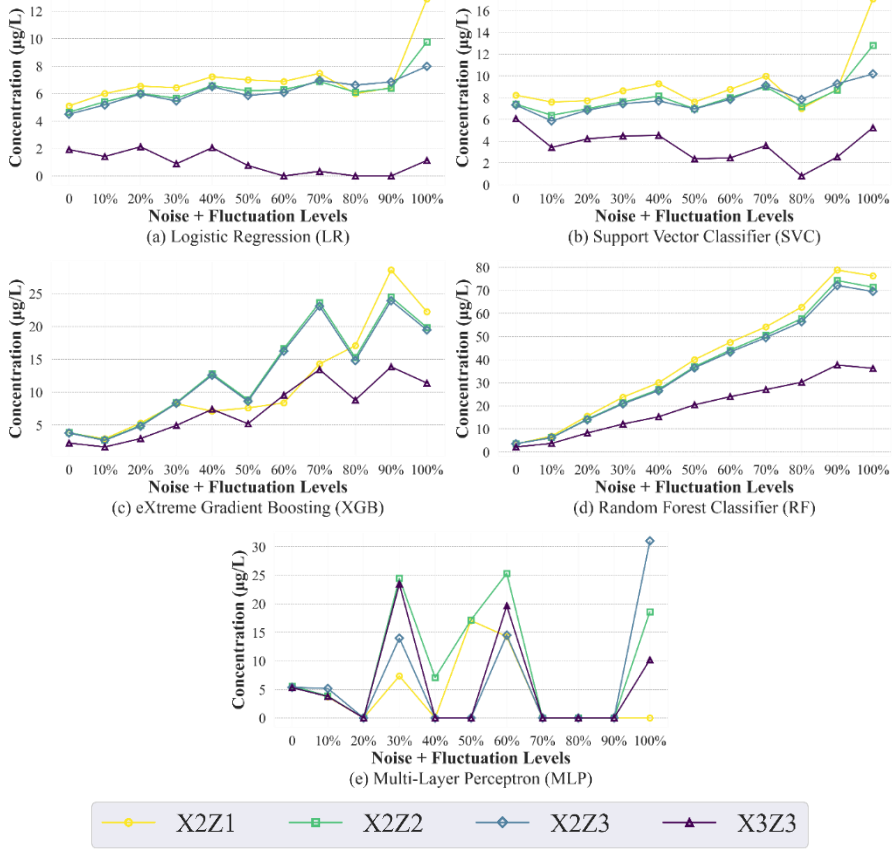 Concentration (µg/L)
12
10
8
6
4
2
0
0 10% 20% 30% 40% 50% 60% 70% 80% 90% 100%
Noise + Fluctuation Levels
(a) Logistic Regression (LR)
Concentration (µg/L)
16
14
12
10
8
6
4
2
0
0 10% 20% 30% 40% 50% 60% 70% 80% 90% 100%
Noise + Fluctuation Levels
(b) Support Vector Classifier (SVC)
Concentration (µg/L)
25
20
15
10
5
0 10% 20% 30% 40% 50% 60% 70% 80% 90% 100%
Noise + Fluctuation Levels
(c) eXtreme Gradient Boosting (XGB)
Concentration (µg/L)
80
70
60
50
40
30
20
10
0
0 10% 20% 30% 40% 50% 60% 70% 80% 90% 100%
Noise + Fluctuation Levels
(d) Random Forest Classifier (RF)
Concentration (µg/L)
30
25
20
15
10
5
0
0 10% 20% 30% 40% 50% 60% 70% 80% 90% 100%
Noise + Fluctuation Levels
(e) Multi-Layer Perceptron (MLP)
X2Z1 X2Z2 X2Z3 X3Z3